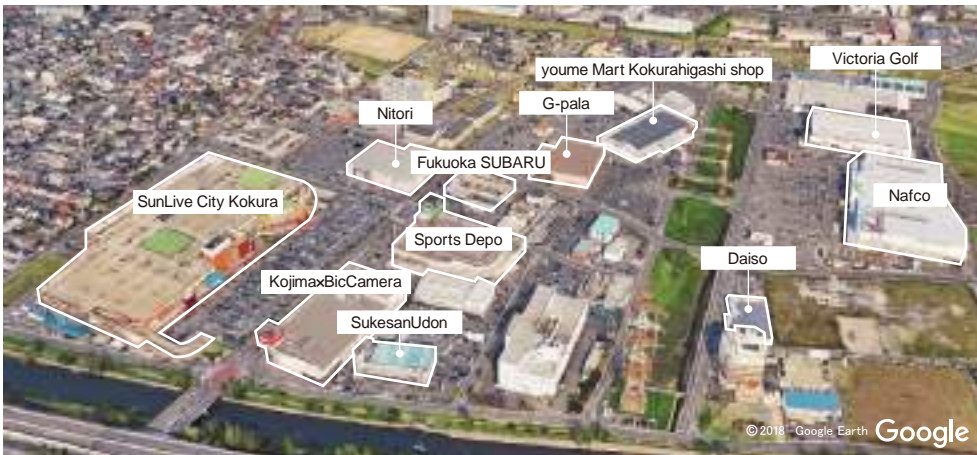 Victoria Golf
youme Mart Kokurahigashi shop
G-pala
Nitori
Fukuoka SUBARU
SunLive City Kokura
Nafco
Sports Depo
Daiso
Kojima×BicCamera
SukesanUdon
©2018 Google Earth Google